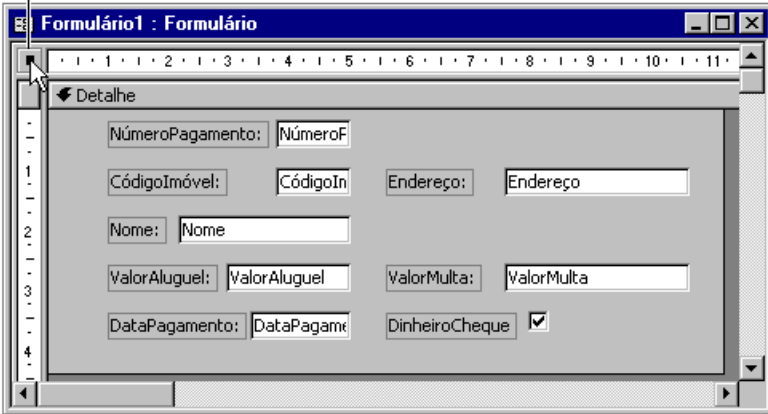 Formulário1 : Formulário
1 2 3 4 5 6 7 8 9 10 11
Detalhe
NúmeroPagamento: NúmeroF
CódigoImóvel: CódigoIn Endereço: Endereço
Nome: Nome
ValorAluguel: ValorAluguel ValorMulta: ValorMulta
DataPagamento: DataPagame DinheiroCheque
1
2
3
4